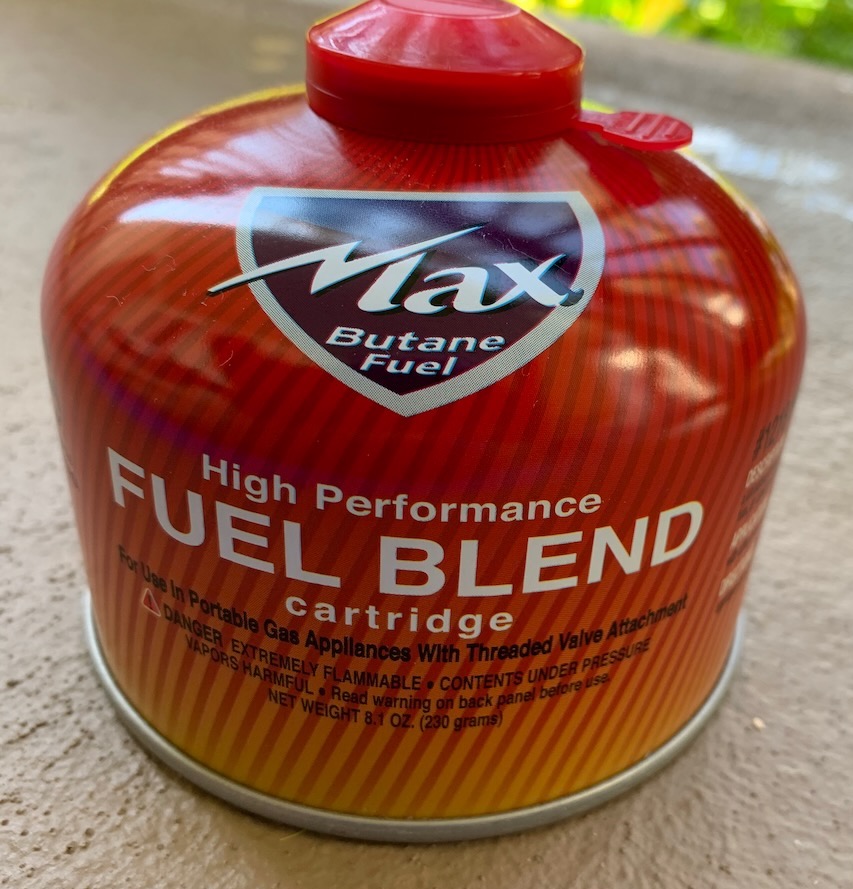 Max
Butane
Fuel
High Performance
FUEL BLEND
cartridge
For Use in Portable Gas Appliances With Threaded Valve Attachment
DANGER EXTREMELY FLAMMABLE • CONTENTS UNDER PRESSURE
VAPORS HARMFUL • Read warning on back panel before use.
NET WEIGHT 8.1 OZ. (230 grams)